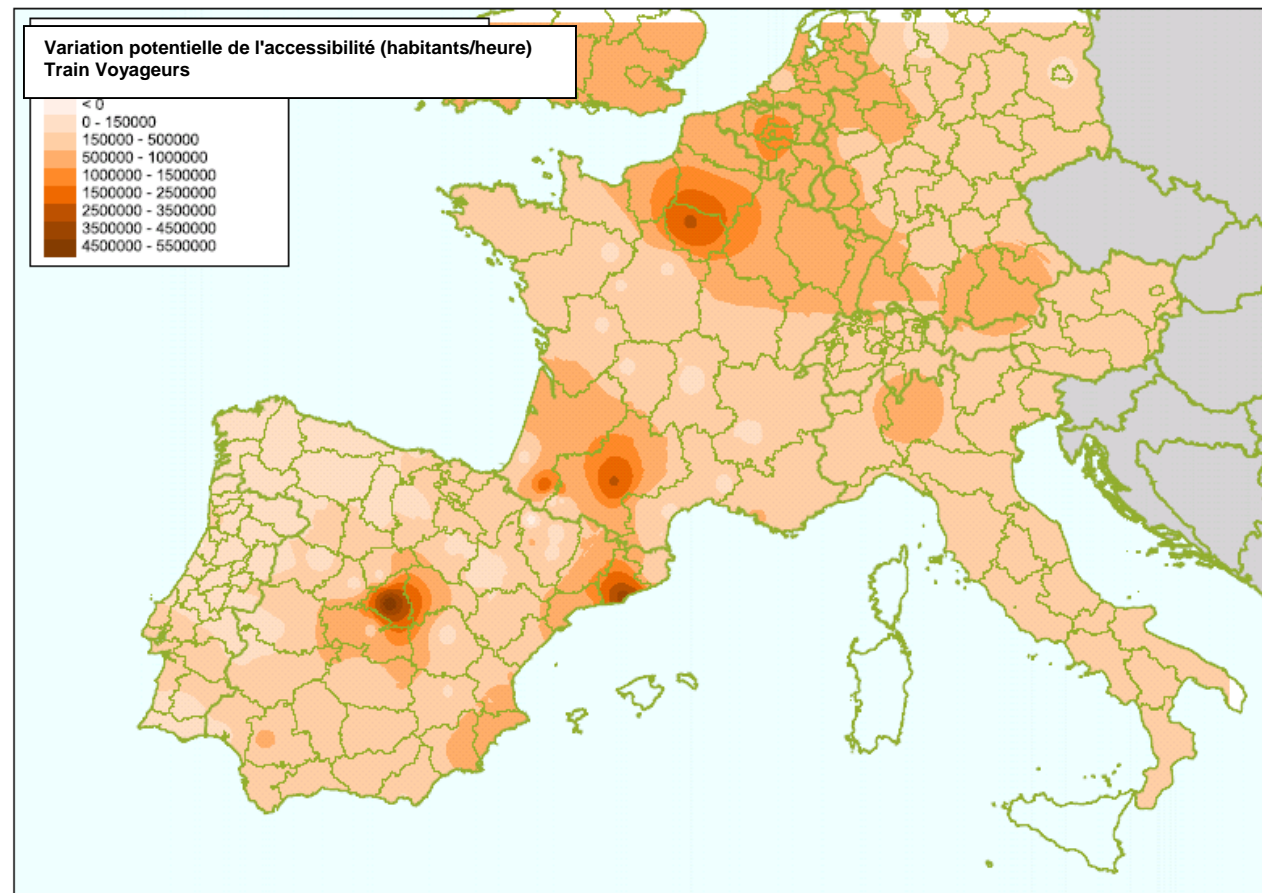 Variation potentielle de l'accessibilité (habitants/heure)
Train Voyageurs
< 0
0 - 150000
150000 - 500000
500000 - 1000000
1000000 - 1500000
1500000 - 2500000
2500000 - 3500000
3500000 - 4500000
4500000 - 5500000